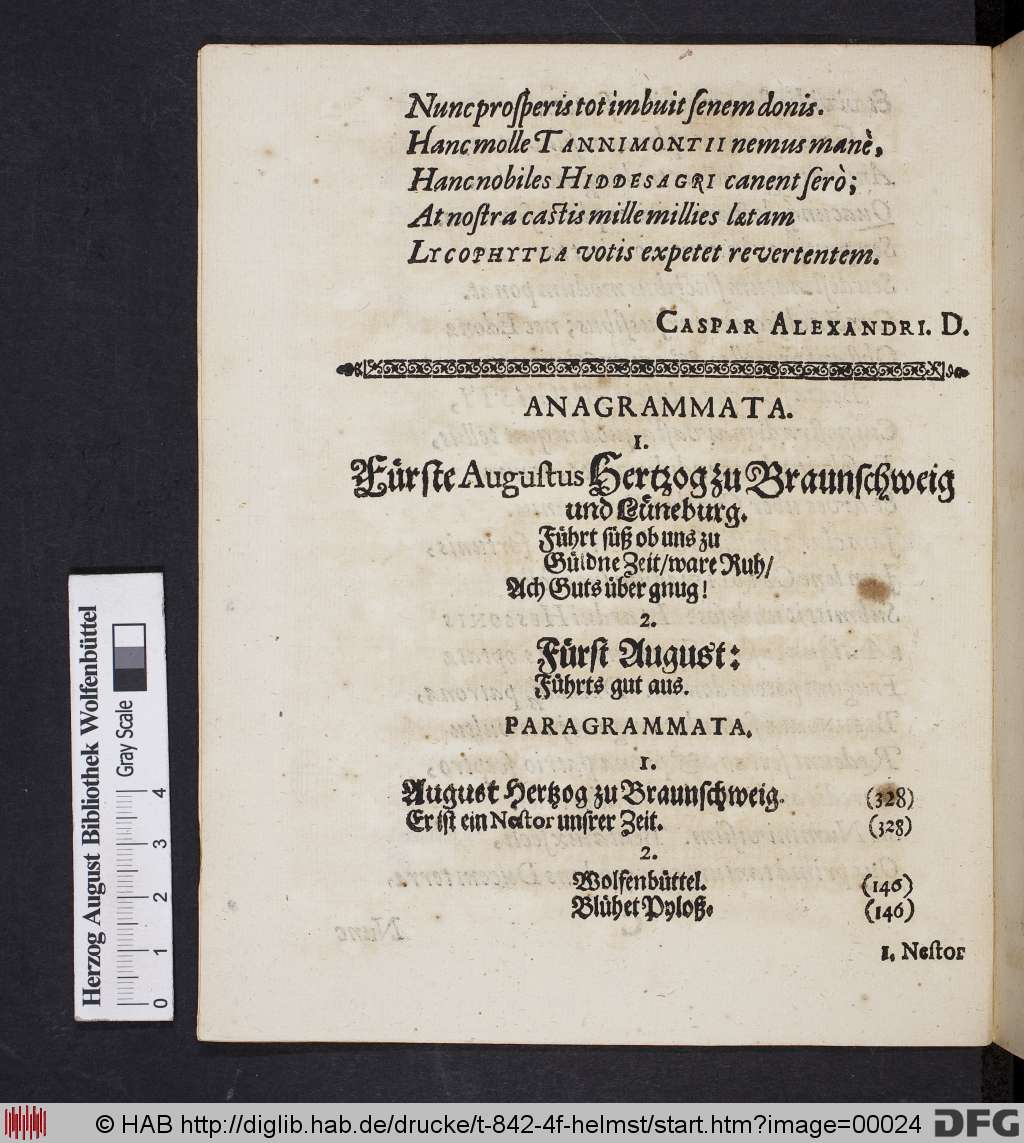 Nunc prosperis tot imbuit senem donis.
Hanc molle TANNIMONTII nemus manè,
Hanc nobiles HIDDESAGRI canent serò;
At nostra castis mille millies lætam
LYCOPHYTLA votis expetet revertentem.
CASPAR ALEXANDRI. D.
ANAGRAMMATA.
1.
Fürste Augustus Hertzog zu Braunschweig
und Lüneburg.
Führt süß ob uns zu
Güldne Zeit/ ware Ruh/
Ach Guts über gnug!
2.
Fürst August:
Führts gut aus.
PARAGRAMMATA.
1.
August Hertzog zu Braunschweig. (328)
Er ist ein Nestor unsrer Zeit. (328)
2.
Wolfenbüttel. (146)
Blühet Pyloß. (146)
1. Nestor
Herzog August Bibliothek Wolfenbüttel
Gray Scale
0 1 2 3 4
© HAB http://diglib.hab.de/drucke/t-842-4f-helmst/start.htm?image=00024
DFG